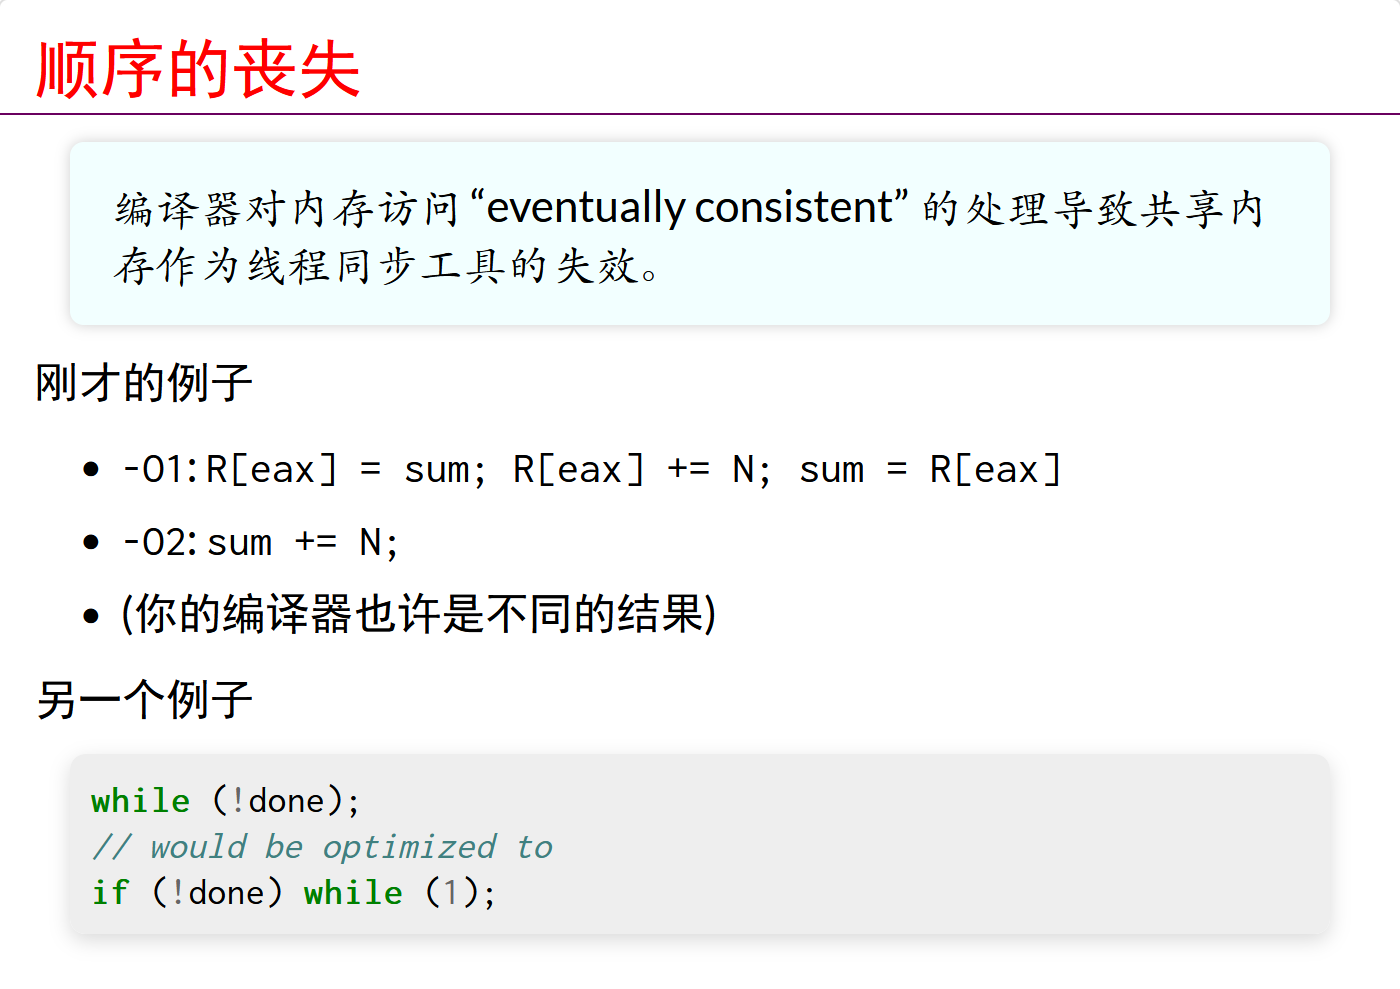 顺序的丧失
编译器对内存访问 “eventually consistent” 的处理导致共享内
存作为线程同步工具的失效。
刚才的例子
• -O1: R[eax] = sum; R[eax] += N; sum = R[eax]
• -O2: sum += N;
• (你的编译器也许是不同的结果)
另一个例子
while (!done);
// would be optimized to
if (!done) while (1);